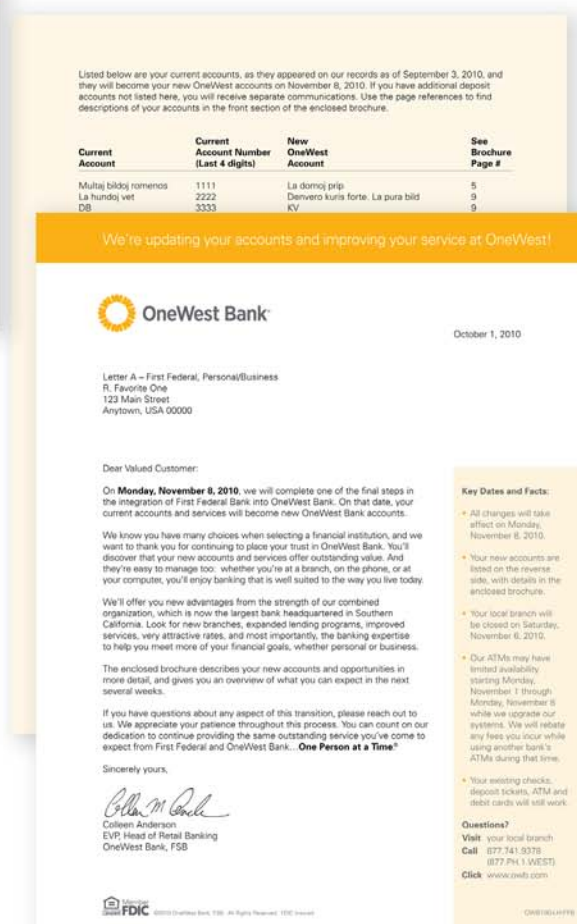 Listed below are your current accounts, as they appeared on our records as of September 3, 2010, and
they will become your new OneWest accounts on November 8, 2010. If you have additional deposit
accounts not listed here, you will receive separate communications. Use the page references to find
descriptions of your accounts in the front section of the enclosed brochure.
Current Account
Current Account Number (Last 4 digits)
New OneWest Account
See Brochure Page #
Multaj bildoj romenos 1111 La domoj prip 5
La hundoj vet 2222 Denvero kuris forte. La pura bild 9
DB 3333 KV 9
We're updating your accounts and improving your service at OneWest!
OneWest Bank
October 1, 2010
Letter A – First Federal, Personal/Business
R. Favorite One
123 Main Street
Anytown, USA 00000
Dear Valued Customer:
On Monday, November 8, 2010, we will complete one of the final steps in
the integration of First Federal Bank into OneWest Bank. On that date, your
current accounts and services will become new OneWest Bank accounts.
We know you have many choices when selecting a financial institution, and we
want to thank you for continuing to place your trust in OneWest Bank. You'll
discover that your new accounts and services offer outstanding value. And
they're easy to manage too: whether you're at a branch, on the phone, or at
your computer, you'll enjoy banking that is well suited to the way you live today.
We'll offer you new advantages from the strength of our combined
organization, which is now the largest bank headquartered in Southern
California. Look for new branches, expanded lending programs, improved
services, very attractive rates, and most importantly, the banking expertise
to help you meet more of your financial goals, whether personal or business.
The enclosed brochure describes your new accounts and opportunities in
more detail, and gives you an overview of what you can expect in the next
several weeks.
If you have questions about any aspect of this transition, please reach out to
us. We appreciate your patience throughout this process. You can count on our
dedication to continue providing the same outstanding service you've come to
expect from First Federal and OneWest Bank...One Person at a Time.®
Sincerely yours,
Colleen Anderson
EVP, Head of Retail Banking
OneWest Bank, FSB
Member
FDIC ©2010 OneWest Bank, FSB. All Rights Reserved. FDIC Insured.
Key Dates and Facts:
• All changes will take
effect on Monday,
November 8, 2010.
• Your new accounts are
listed on the reverse
side, with details in the
enclosed brochure.
• Your local branch will
be closed on Saturday,
November 6, 2010.
• Our ATMs may have
limited availability
starting Monday,
November 1 through
Monday, November 8
while we upgrade our
systems. We will rebate
any fees you incur while
using another bank's
ATMs during that time.
• Your existing checks,
deposit tickets, ATM and
debit cards will still work.
Questions?
Visit your local branch
Call 877.741.9378
(877.PH.1.WEST)
Click www.owb.com